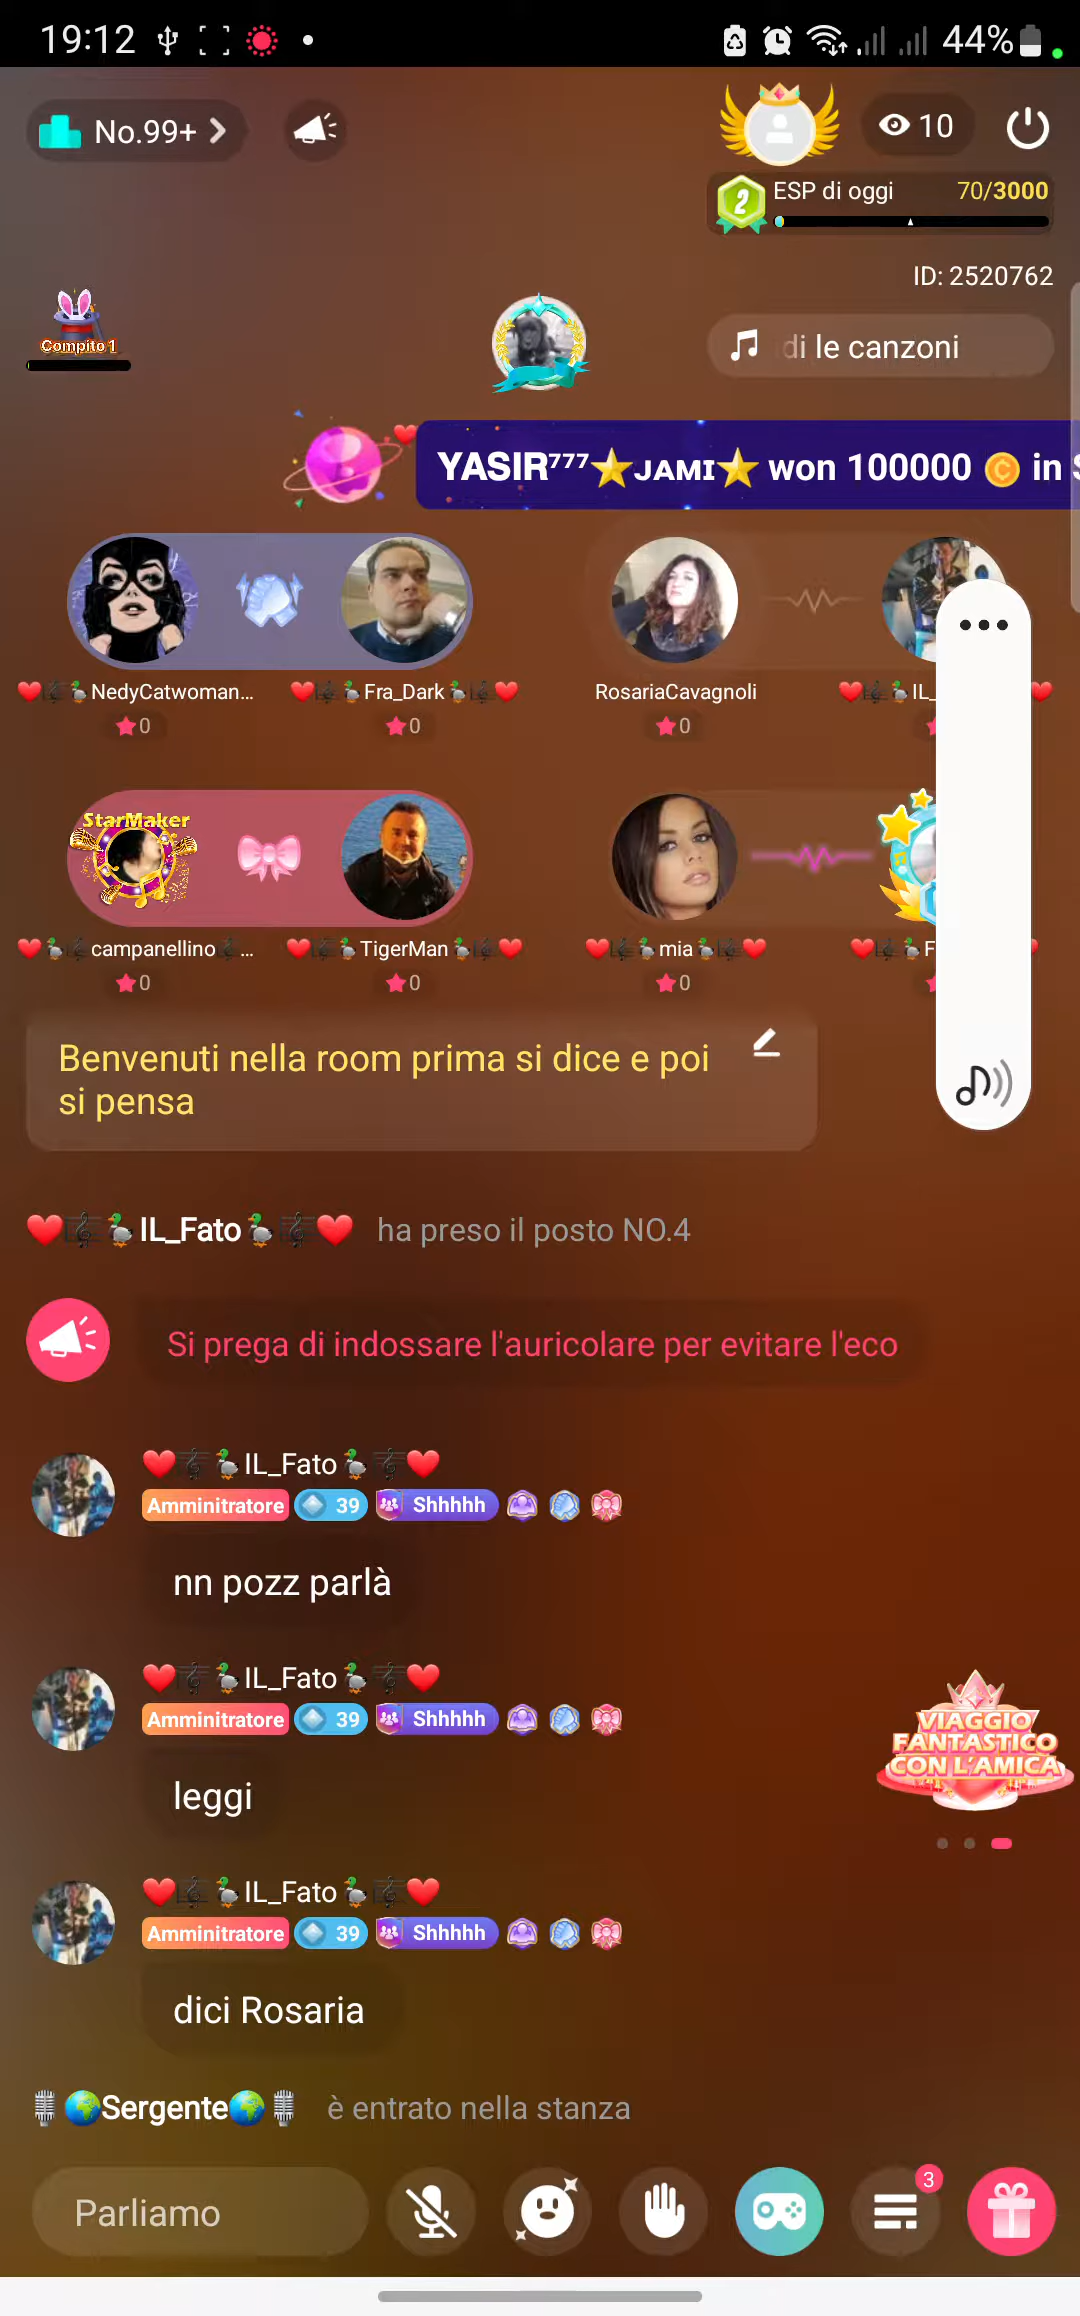 19:12
44%
No.99+
10
2
ESP di oggi
70/3000
ID: 2520762
Compito 1
di le canzoni
YASIR⁷⁷⁷⭐JAMI⭐ won 100000 in
❤️🎼🦆NedyCatwoman...
❤️🎼🦆Fra_Dark🦆🎼❤️
RosariaCavagnoli
❤️🎼🦆IL_
0
0
0
StarMaker
❤️🦆🎼campanellino🎼...
❤️🎼🦆TigerMan🦆🎼❤️
❤️🎼🦆mia🦆🎼❤️
❤️🎼🦆F
0
0
0
Benvenuti nella room prima si dice e poi
si pensa
❤️🎼🦆IL_Fato🦆🎼❤️ ha preso il posto NO.4
Si prega di indossare l'auricolare per evitare l'eco
❤️🎼🦆IL_Fato🦆🎼❤️
Amminitratore 39 Shhhhh
nn pozz parlà
❤️🎼🦆IL_Fato🦆🎼❤️
Amminitratore 39 Shhhhh
leggi
VIAGGIO
FANTASTICO
CON L'AMICA
❤️🎼🦆IL_Fato🦆🎼❤️
Amminitratore 39 Shhhhh
dici Rosaria
🎙️🌍Sergente🌍🎙️ è entrato nella stanza
Parliamo
3